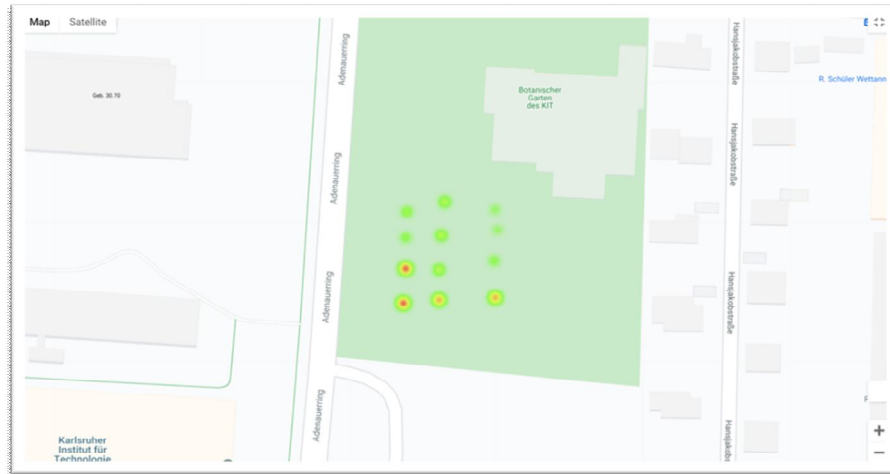 Map
Satellite
Geb. 30.70
Adenauerring
Adenauerring
Adenauerring
Adenauerring
Botanischer
Garten
des KIT
Hansjakobstraße
Hansjakobstraße
Hansjakobstraße
R. Schüler Wettann
Karlsruher
Institut für
Technologie
+
−